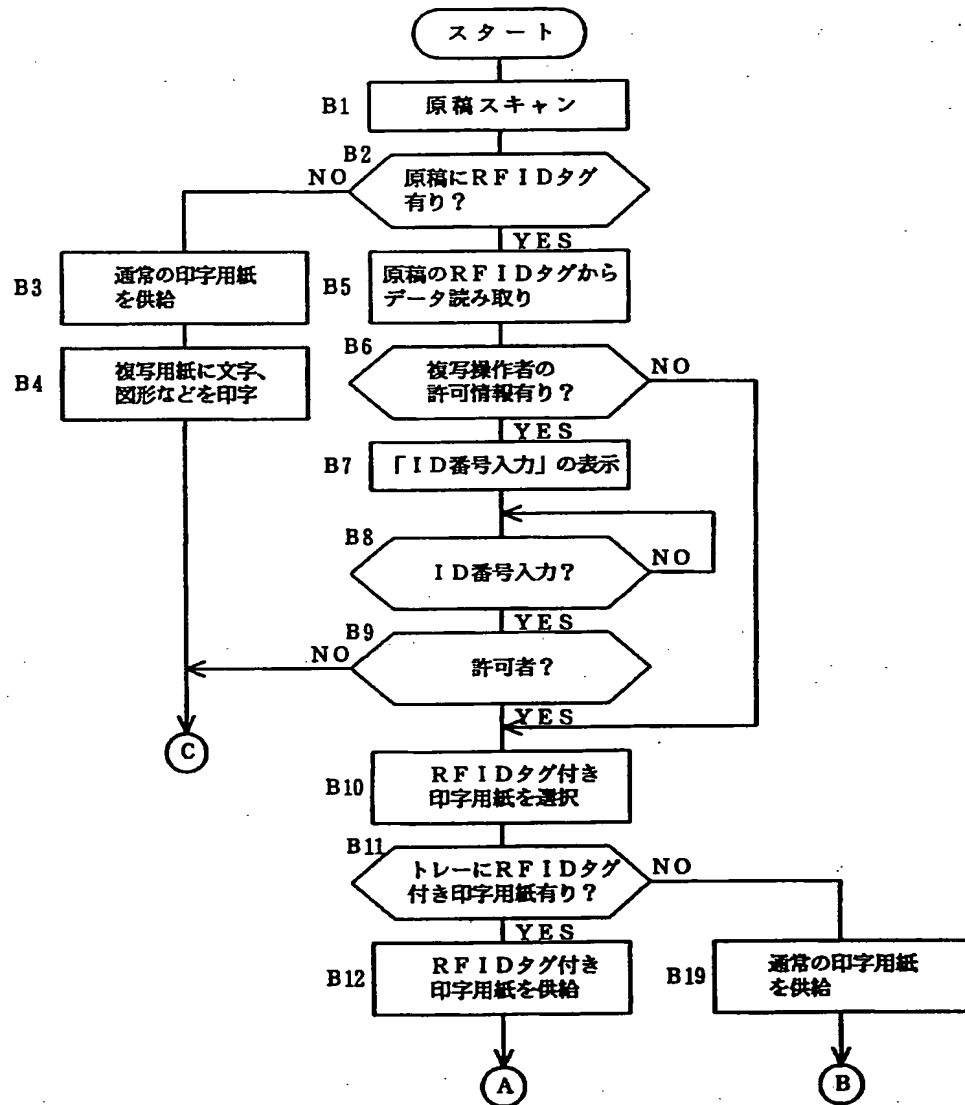 スタート
B1
原稿スキャン
B2
NO
原稿にRFIDタグ
有り?
YES
B3
通常の印字用紙
を供給
B5
原稿のRFIDタグから
データ読み取り
B4
複写用紙に文字、
図形などを印字
B6
複写操作者の
許可情報有り?
NO
YES
B7
「ID番号入力」の表示
B8
ID番号入力?
NO
YES
B9
NO
許可者?
YES
C
B10
RFIDタグ付き
印字用紙を選択
B11
トレーにRFIDタグ
付き印字用紙有り?
NO
YES
B12
RFIDタグ付き
印字用紙を供給
B19
通常の印字用紙
を供給
A
B